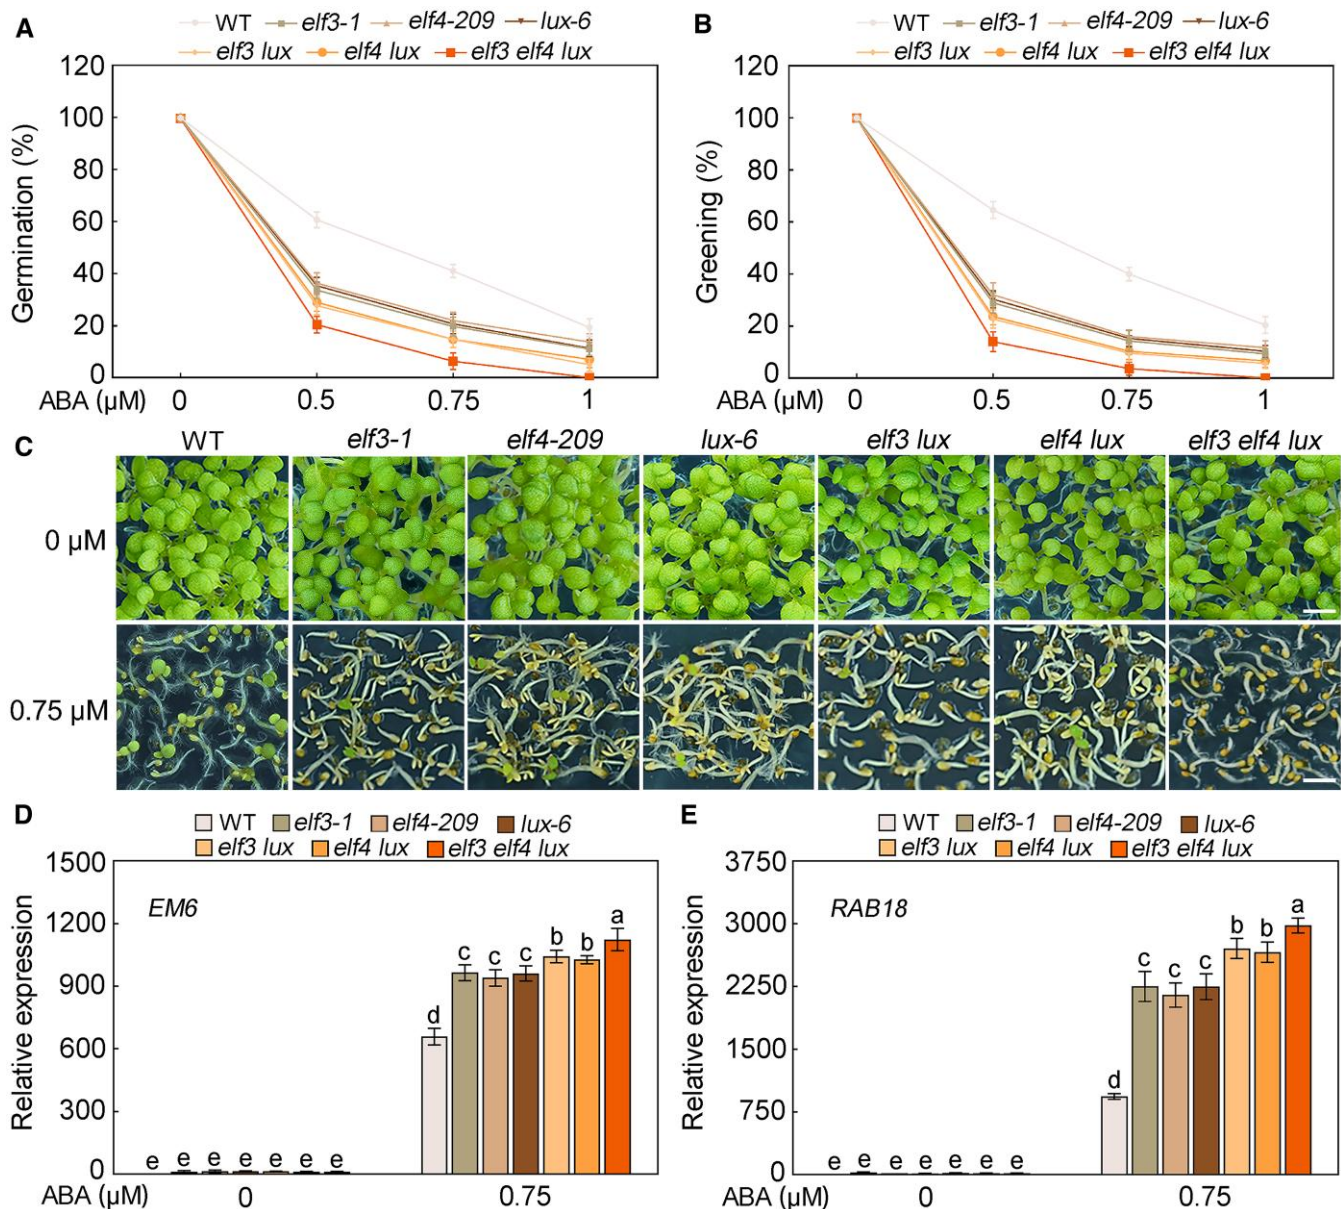 A
WT elf3-1 elf4-209 lux-6
elf3 lux elf4 lux elf3 elf4 lux
Germination (%)
120
100
80
60
40
20
0
ABA (μM) 0 0.5 0.75 1
B
WT elf3-1 elf4-209 lux-6
elf3 lux elf4 lux elf3 elf4 lux
Greening (%)
120
100
80
60
40
20
0
ABA (μM) 0 0.5 0.75 1
C
WT elf3-1 elf4-209 lux-6 elf3 lux elf4 lux elf3 elf4 lux
0 μM
0.75 μM
D
WT elf3-1 elf4-209 lux-6
elf3 lux elf4 lux elf3 elf4 lux
Relative expression
1500
1200
900
600
300
0
EM6
e e e e e e e
d c c c b b a
ABA (μM) 0 0.75
E
WT elf3-1 elf4-209 lux-6
elf3 lux elf4 lux elf3 elf4 lux
Relative expression
3750
3000
2250
1500
750
0
RAB18
e e e e e e e
d c c c b b a
ABA (μM) 0 0.75